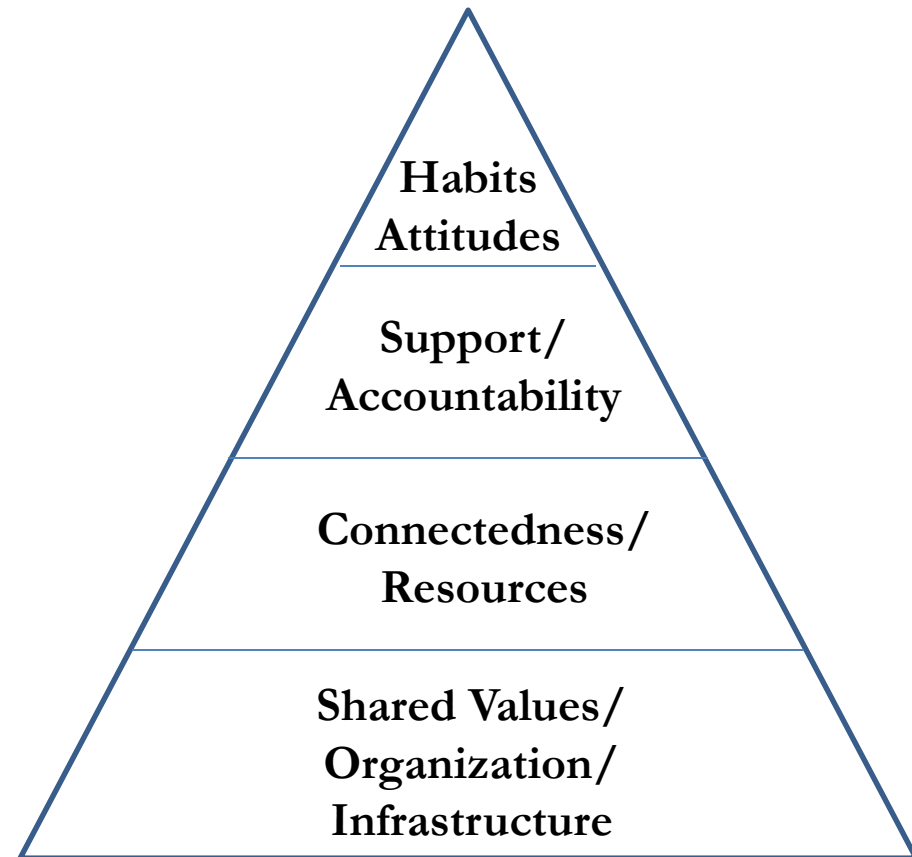 Habits
Attitudes
Support/
Accountability
Connectedness/
Resources
Shared Values/
Organization/
Infrastructure